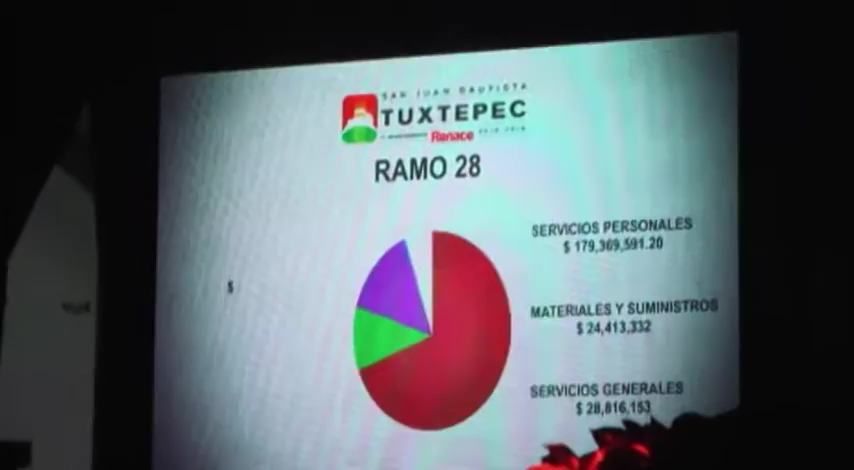 SAN JUAN BAUTISTA
TUXTEPEC
Renace
RAMO 28
SERVICIOS PERSONALES
$ 179,369,591.20
$
MATERIALES Y SUMINISTROS
$ 24,413,332
SERVICIOS GENERALES
$ 28,816,153